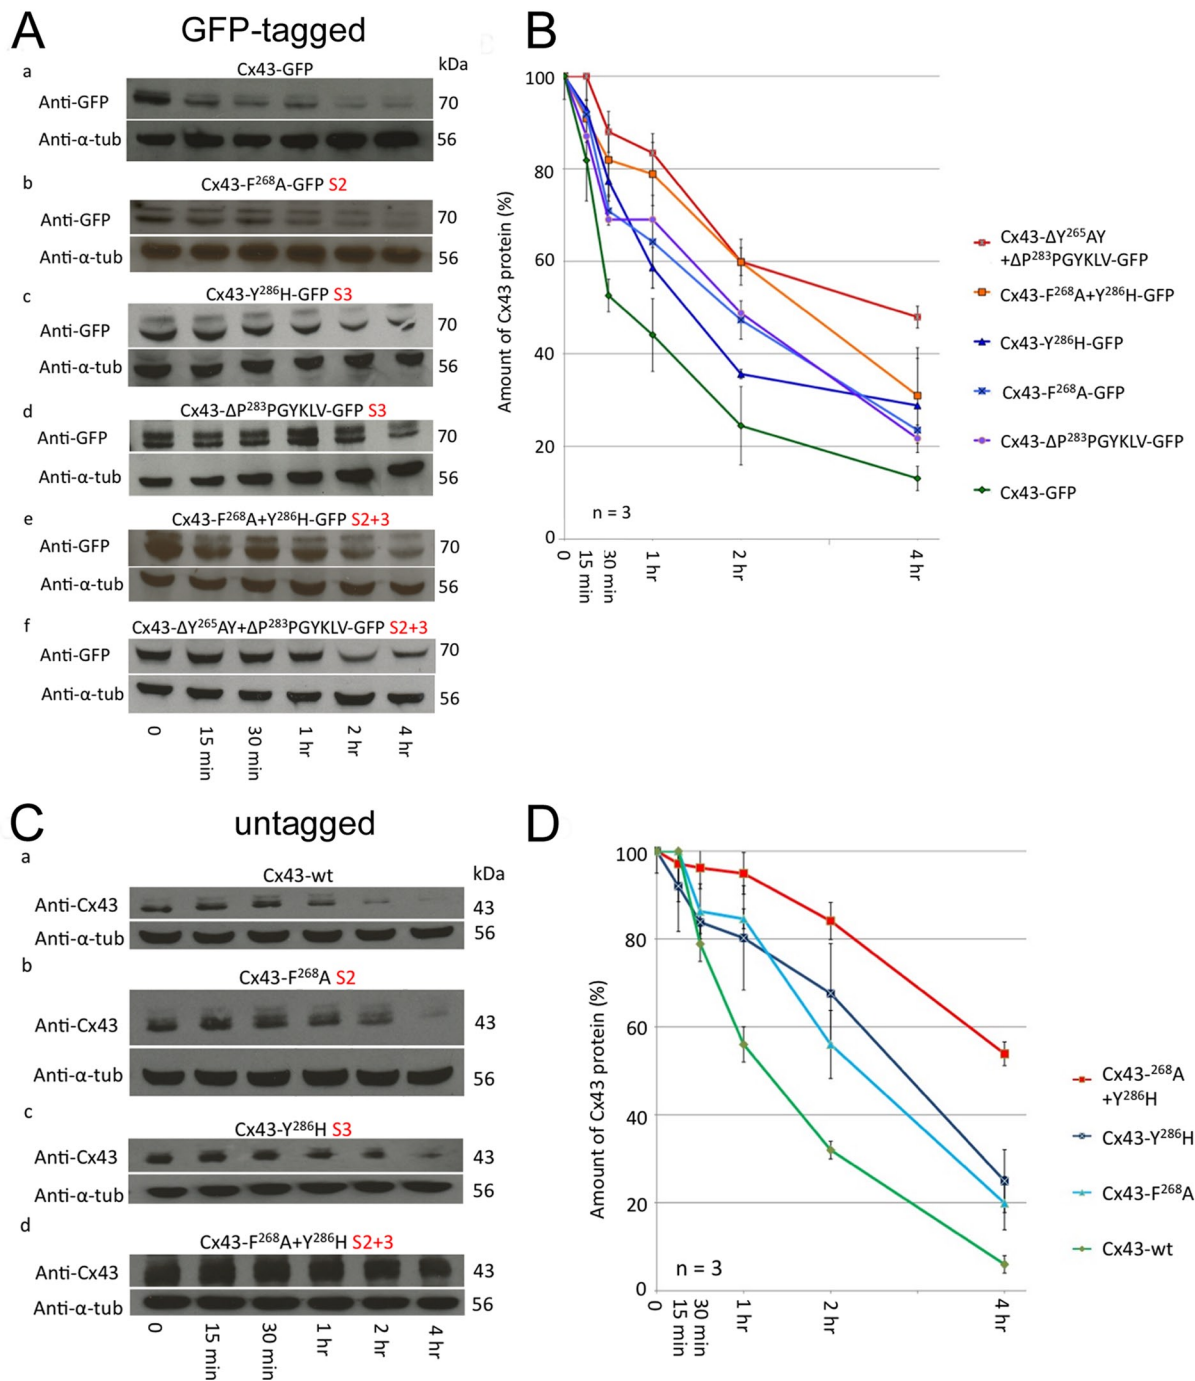 A
GFP-tagged
a
Cx43-GFP
kDa
Anti-GFP
70
Anti-α-tub
56
b
Cx43-F²⁶⁸A-GFP S2
Anti-GFP
70
Anti-α-tub
56
c
Cx43-Y²⁸⁶H-GFP S3
Anti-GFP
70
Anti-α-tub
56
d
Cx43-ΔP²⁸³PGYKLV-GFP S3
Anti-GFP
70
Anti-α-tub
56
e
Cx43-F²⁶⁸A+Y²⁸⁶H-GFP S2+3
Anti-GFP
70
Anti-α-tub
56
f
Cx43-ΔY²⁶⁵AY+ΔP²⁸³PGYKLV-GFP S2+3
Anti-GFP
70
Anti-α-tub
56
0
15 min
30 min
1 hr
2 hr
4 hr
B
100
80
60
40
20
0
Amount of Cx43 protein (%)
n = 3
0
15 min
30 min
1 hr
2 hr
4 hr
Cx43-ΔY²⁶⁵AY
+ΔP²⁸³PGYKLV-GFP
Cx43-F²⁶⁸A+Y²⁸⁶H-GFP
Cx43-Y²⁸⁶H-GFP
Cx43-F²⁶⁸A-GFP
Cx43-ΔP²⁸³PGYKLV-GFP
Cx43-GFP
C
untagged
a
Cx43-wt
kDa
Anti-Cx43
43
Anti-α-tub
56
b
Cx43-F²⁶⁸A S2
Anti-Cx43
43
Anti-α-tub
56
c
Cx43-Y²⁸⁶H S3
Anti-Cx43
43
Anti-α-tub
56
d
Cx43-F²⁶⁸A+Y²⁸⁶H S2+3
Anti-Cx43
43
Anti-α-tub
56
0
15 min
30 min
1 hr
2 hr
4 hr
D
100
80
60
40
20
0
Amount of Cx43 protein (%)
n = 3
0
15 min
30 min
1 hr
2 hr
4 hr
Cx43-²⁶⁸A
+Y²⁸⁶H
Cx43-Y²⁸⁶H
Cx43-F²⁶⁸A
Cx43-wt